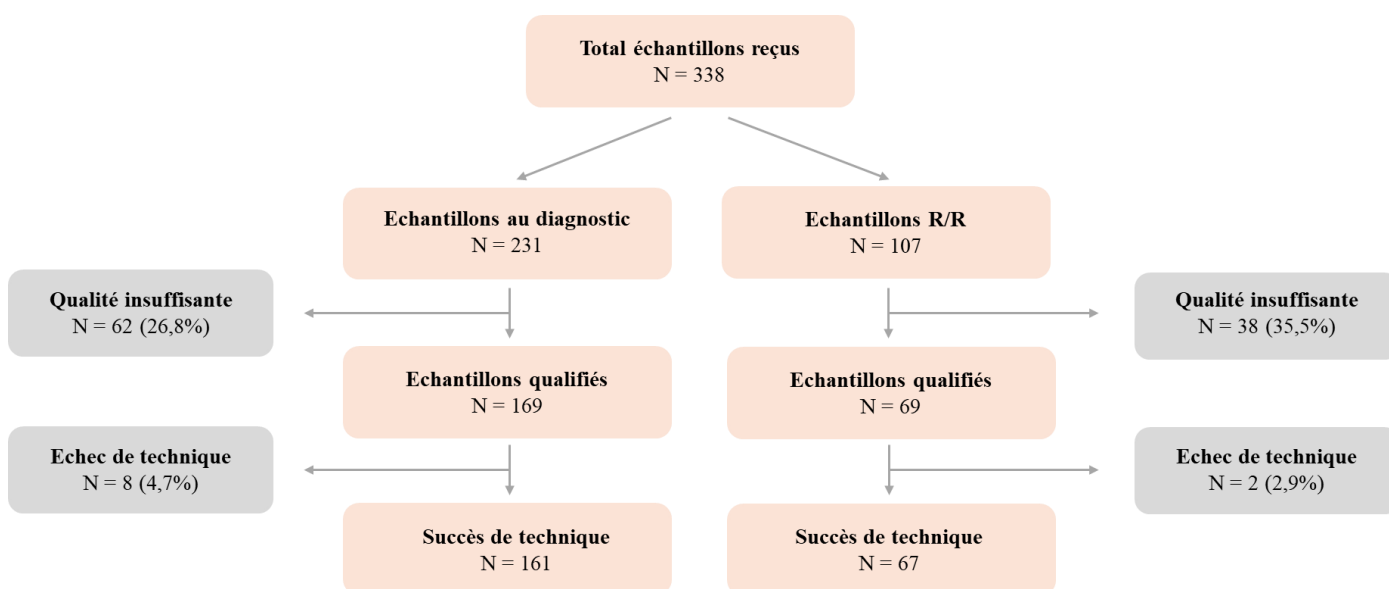 Total échantillons reçus
N = 338
Echantillons au diagnostic
N = 231
Echantillons R/R
N = 107
Qualité insuffisante
N = 62 (26,8%)
Qualité insuffisante
N = 38 (35,5%)
Echantillons qualifiés
N = 169
Echantillons qualifiés
N = 69
Echec de technique
N = 8 (4,7%)
Echec de technique
N = 2 (2,9%)
Succès de technique
N = 161
Succès de technique
N = 67